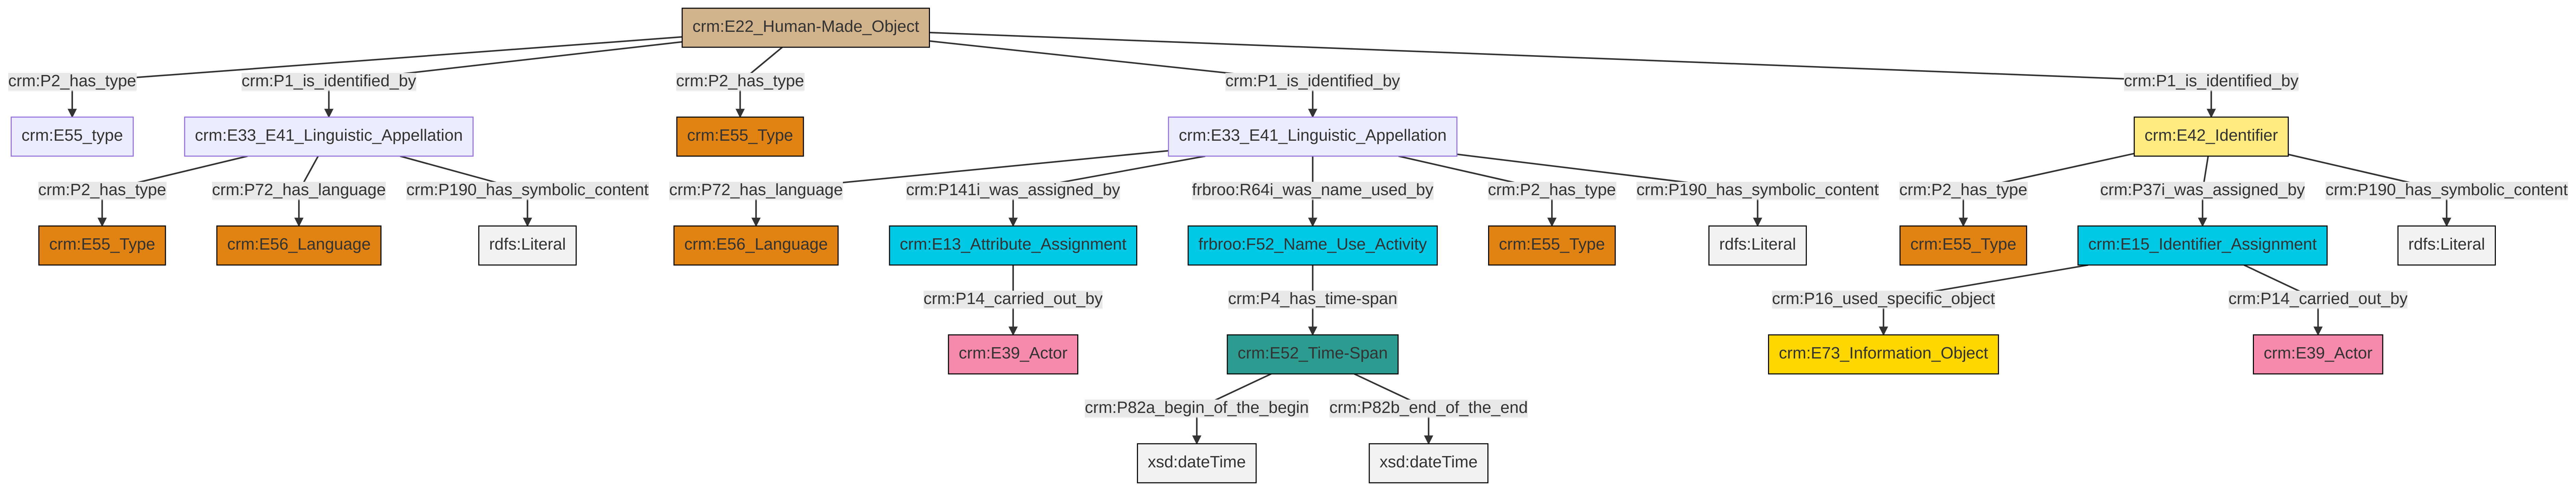 crm:E22_Human-Made_Object
crm:P2_has_type
crm:P1_is_identified_by
crm:P2_has_type
crm:P1_is_identified_by
crm:P1_is_identified_by
crm:E55_type
crm:E33_E41_Linguistic_Appellation
crm:E55_Type
crm:E33_E41_Linguistic_Appellation
crm:E42_Identifier
crm:P2_has_type
crm:P72_has_language
crm:P190_has_symbolic_content
crm:P72_has_language
crm:P141i_was_assigned_by
frbroo:R64i_was_name_used_by
crm:P2_has_type
crm:P190_has_symbolic_content
crm:P2_has_type
crm:P37i_was_assigned_by
crm:P190_has_symbolic_content
crm:E55_Type
crm:E56_Language
rdfs:Literal
crm:E56_Language
crm:E13_Attribute_Assignment
frbroo:F52_Name_Use_Activity
crm:E55_Type
rdfs:Literal
crm:E55_Type
crm:E15_Identifier_Assignment
rdfs:Literal
crm:P14_carried_out_by
crm:P4_has_time-span
crm:P16_used_specific_object
crm:P14_carried_out_by
crm:E39_Actor
crm:E52_Time-Span
crm:E73_Information_Object
crm:E39_Actor
crm:P82a_begin_of_the_begin
crm:P82b_end_of_the_end
xsd:dateTime
xsd:dateTime